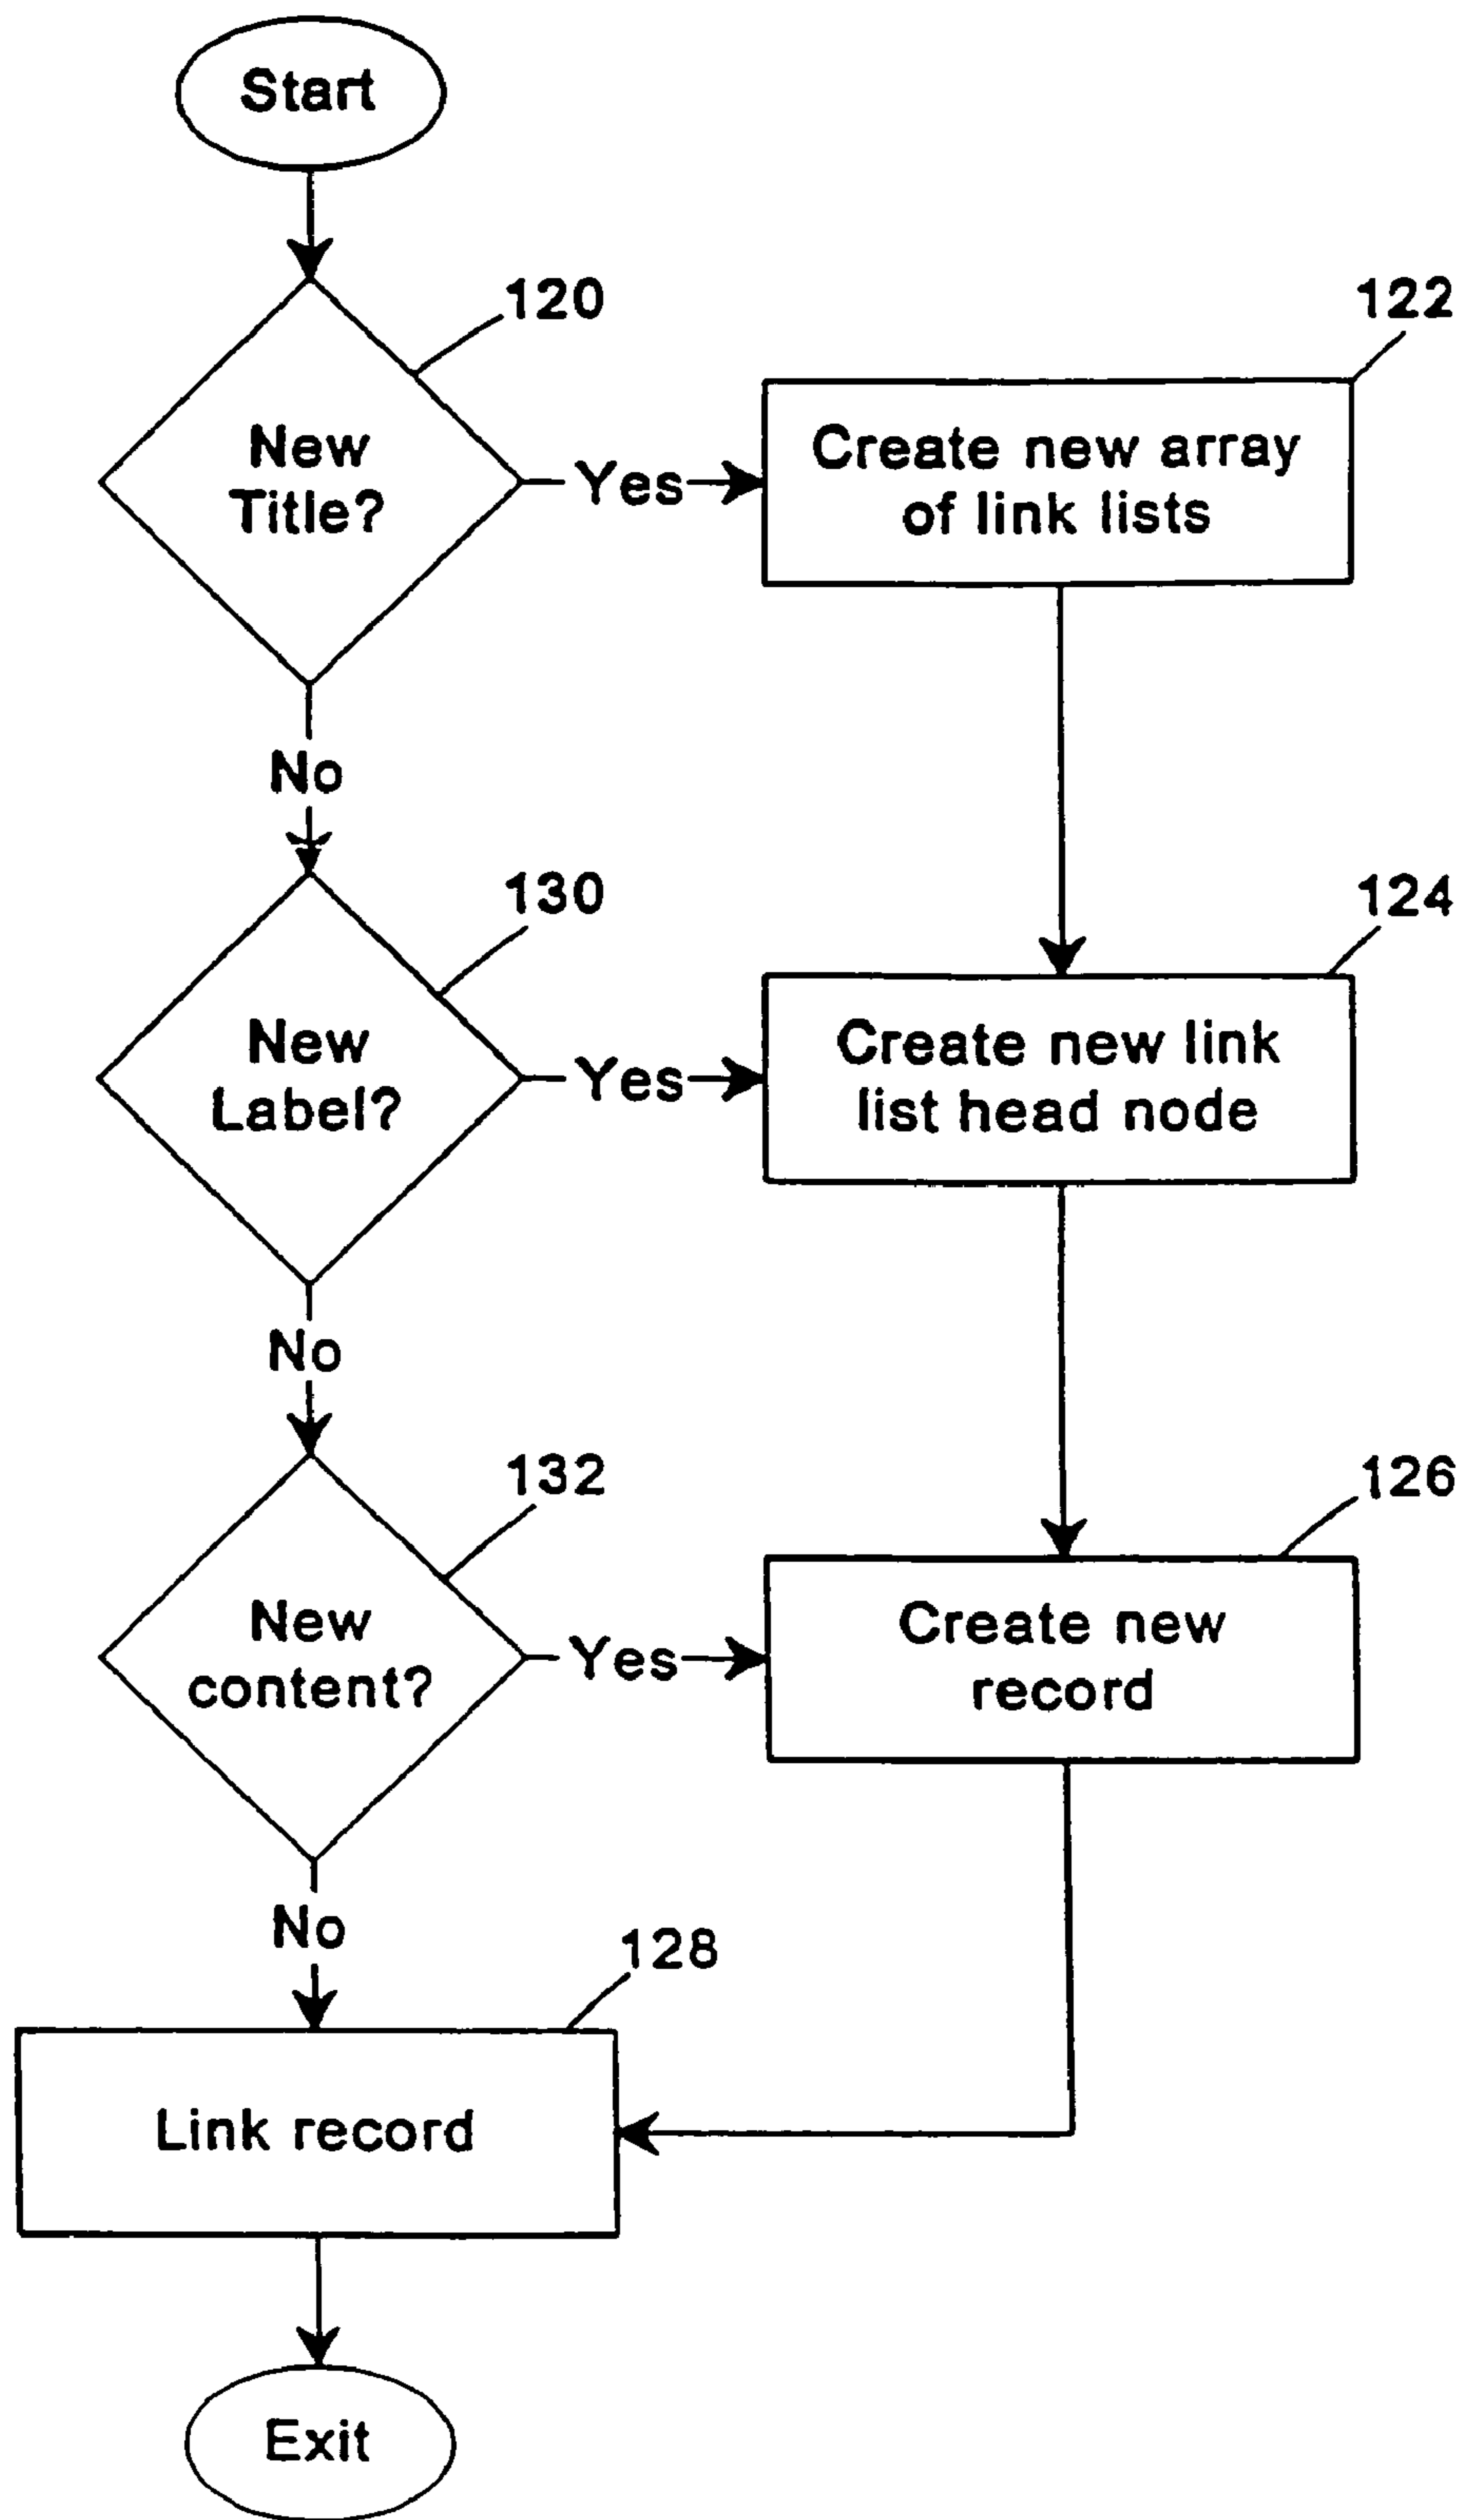 Start
120
122
New
Title?
Yes
Create new array
of link lists
No
130
124
New
Label?
Yes
Create new link
list head node
No
132
126
New
content?
Yes
Create new
record
No
128
Link record
Exit